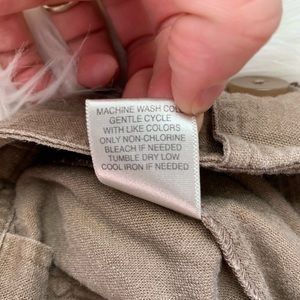 MACHINE WASH COLD
GENTLE CYCLE
WITH LIKE COLORS
ONLY NON-CHLORINE
BLEACH IF NEEDED
TUMBLE DRY LOW
COOL IRON IF NEEDED